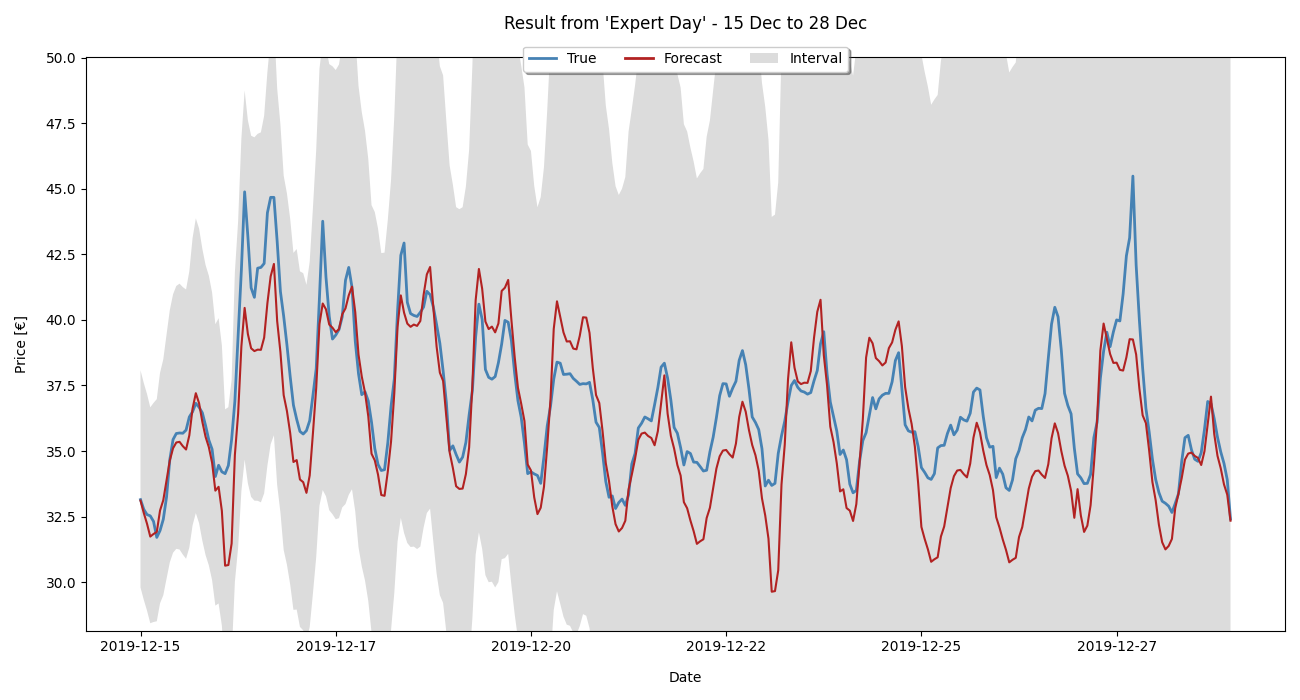 Result from 'Expert Day' - 15 Dec to 28 Dec
True Forecast Interval
50.0
47.5
45.0
42.5
40.0
37.5
35.0
32.5
30.0
Price [€]
2019-12-15 2019-12-17 2019-12-20 2019-12-22 2019-12-25 2019-12-27
Date